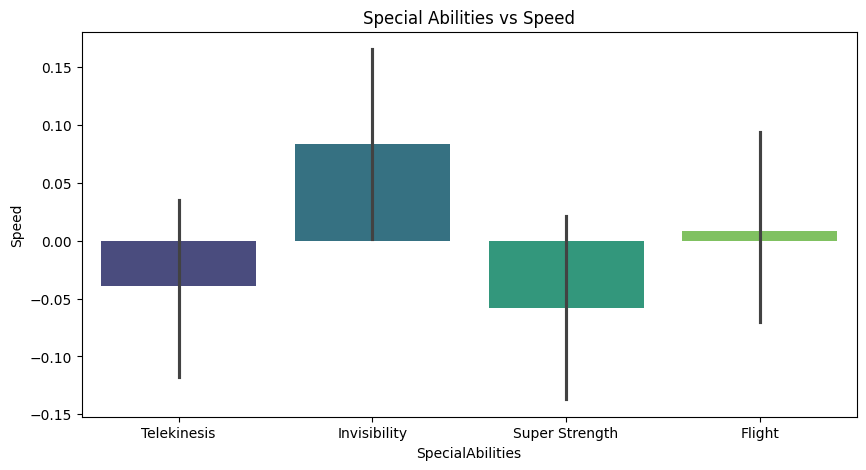 Special Abilities vs Speed
0.15
0.10
0.05
0.00
−0.05
−0.10
−0.15
Speed
Telekinesis Invisibility Super Strength Flight
SpecialAbilities